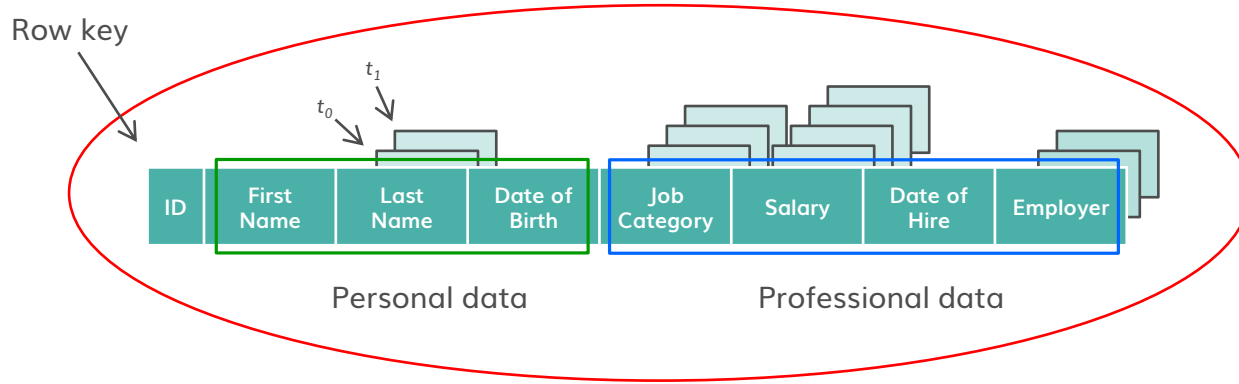 Row key
t₁
t₀
ID
First
Name
Last
Name
Date of
Birth
Job
Category
Salary
Date of
Hire
Employer
Personal data
Professional data